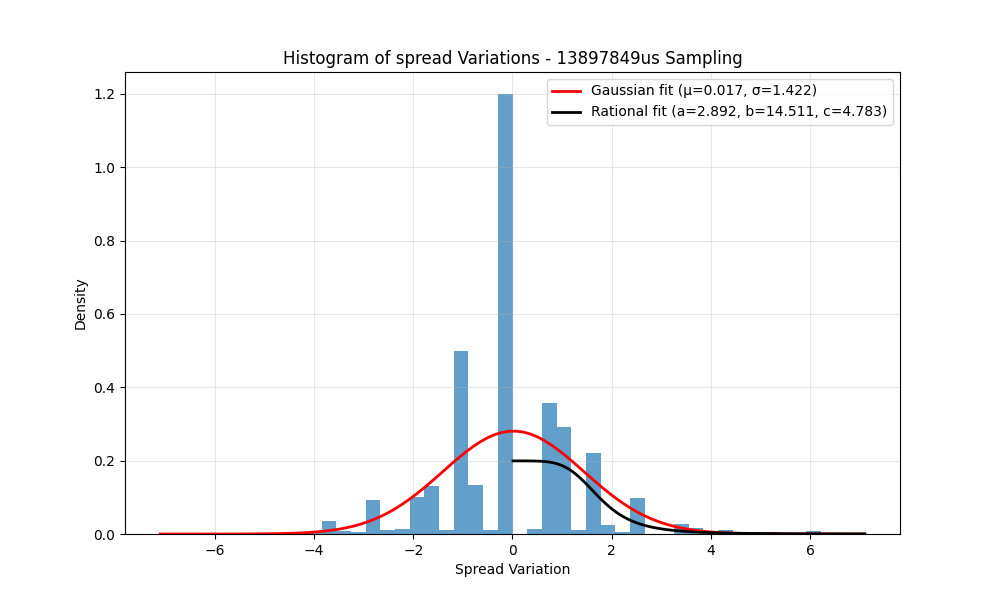 Histogram of spread Variations - 13897849us Sampling
Gaussian fit (μ=0.017, σ=1.422)
Rational fit (a=2.892, b=14.511, c=4.783)
1.2
1.0
0.8
0.6
0.4
0.2
0.0
Density
−6
−4
−2
0
2
4
6
Spread Variation